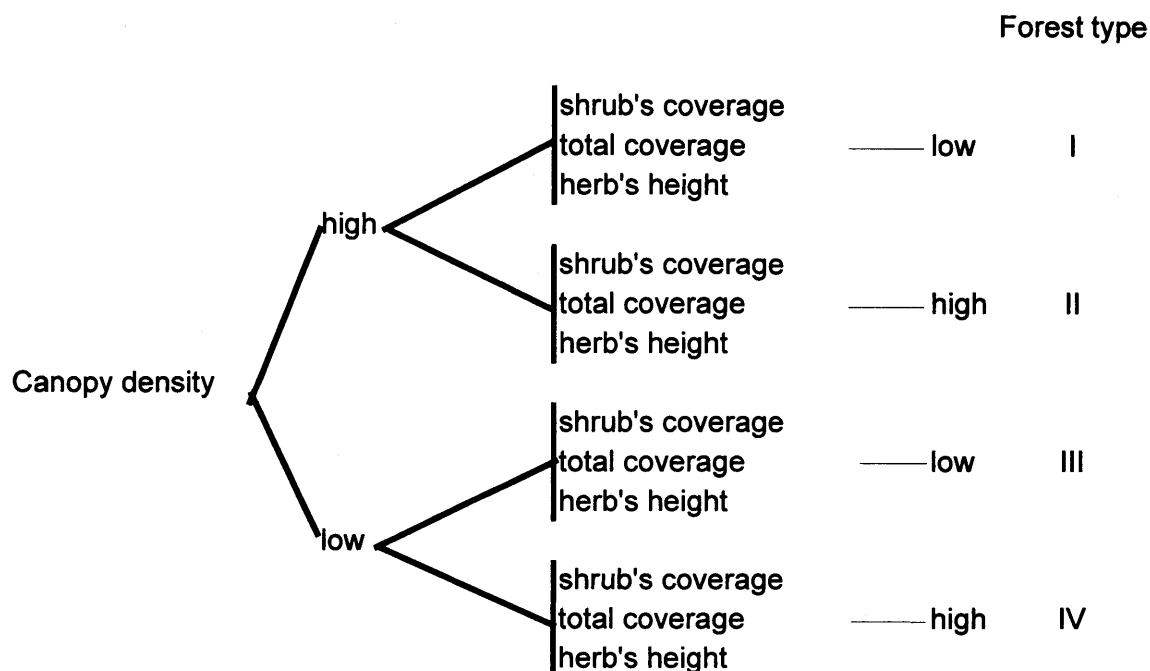 Forest type
shrub's coverage
total coverage low I
herb's height
high
shrub's coverage
total coverage high II
herb's height
Canopy density
shrub's coverage
total coverage low III
herb's height
low
shrub's coverage
total coverage high IV
herb's height